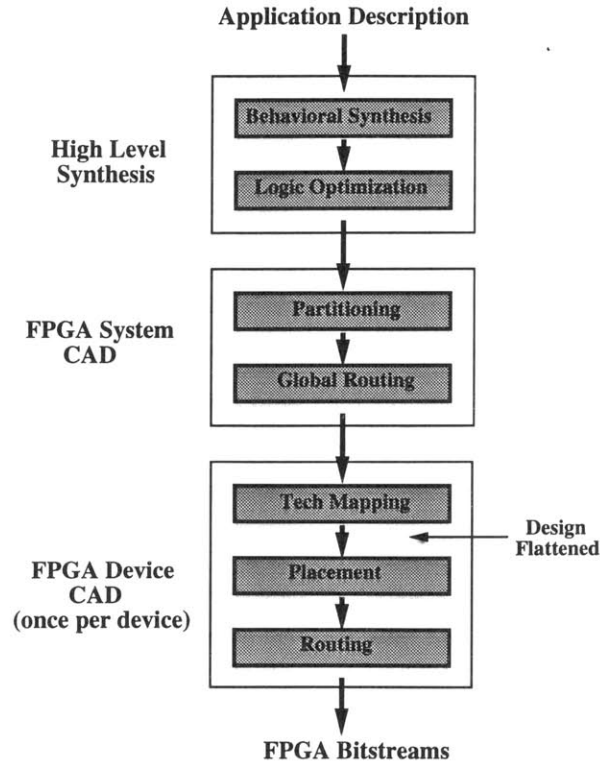 Application Description
High Level
Synthesis
Behavioral Synthesis
Logic Optimization
FPGA System
CAD
Partitioning
Global Routing
FPGA Device
CAD
(once per device)
Tech Mapping
Design
Flattened
Placement
Routing
FPGA Bitstreams